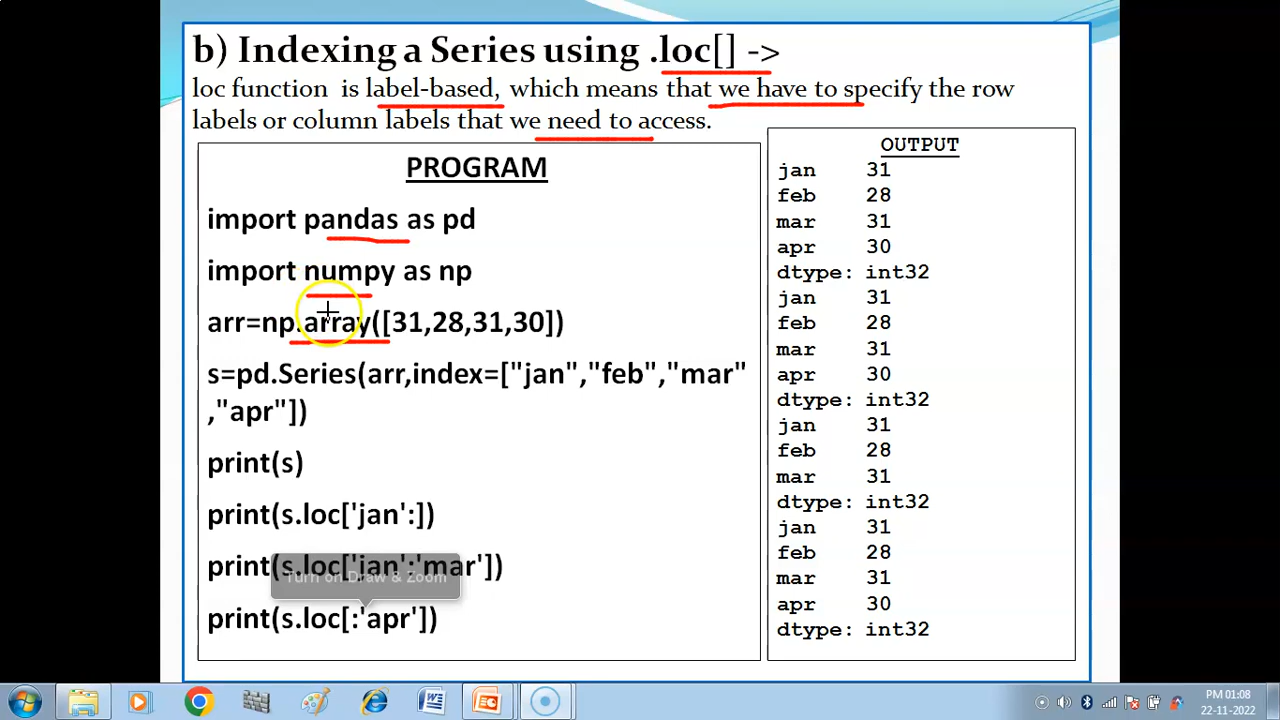 b) Indexing a Series using .loc[] ->
loc function is label-based, which means that we have to specify the row
labels or column labels that we need to access.
PROGRAM
import pandas as pd
import numpy as np
arr=np.array([31,28,31,30])
s=pd.Series(arr,index=["jan","feb","mar"
,"apr"])
print(s)
print(s.loc['jan':])
print(s.loc['jan':'mar'])
Turn on Draw & Zoom
print(s.loc[:'apr'])
OUTPUT
jan 31
feb 28
mar 31
apr 30
dtype: int32
jan 31
feb 28
mar 31
apr 30
dtype: int32
jan 31
feb 28
mar 31
dtype: int32
jan 31
feb 28
mar 31
apr 30
dtype: int32
PM 01:08
22-11-2022